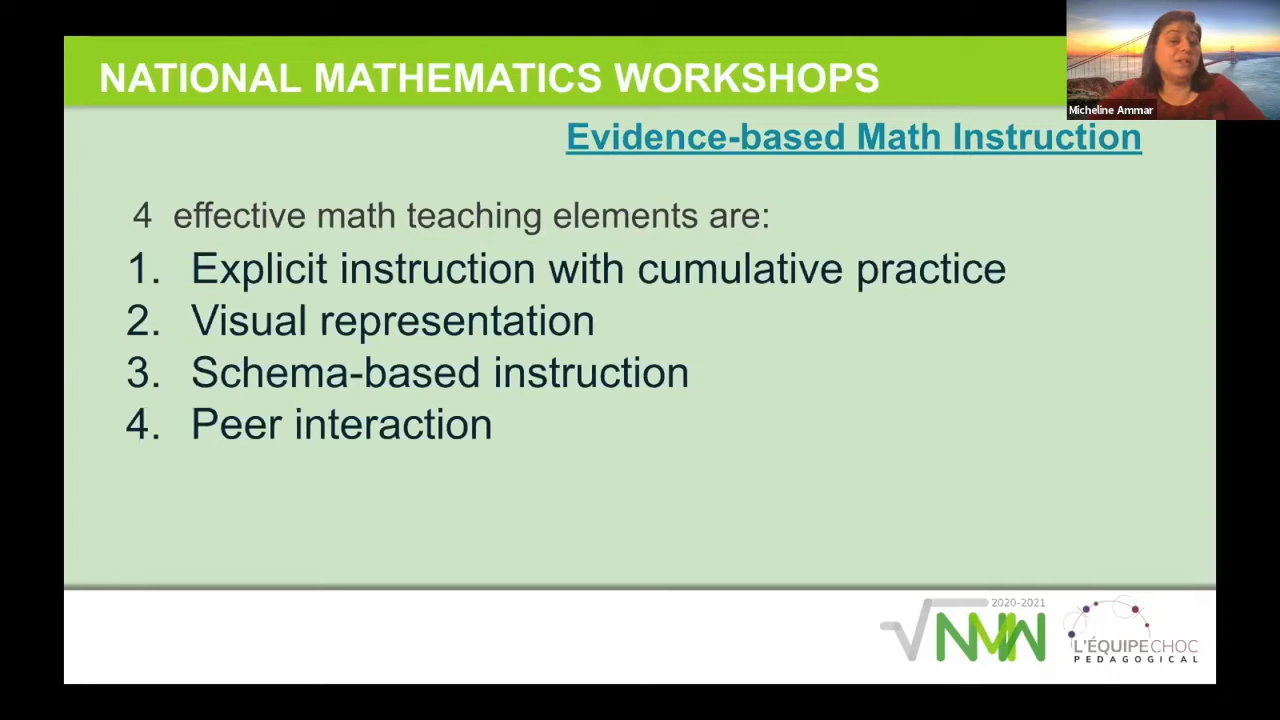 NATIONAL MATHEMATICS WORKSHOPS
Micheline Ammar
Evidence-based Math Instruction
4 effective math teaching elements are:
1. Explicit instruction with cumulative practice
2. Visual representation
3. Schema-based instruction
4. Peer interaction
2020-2021
√NMW
L'ÉQUIPECHOC
PEDAGOGICAL